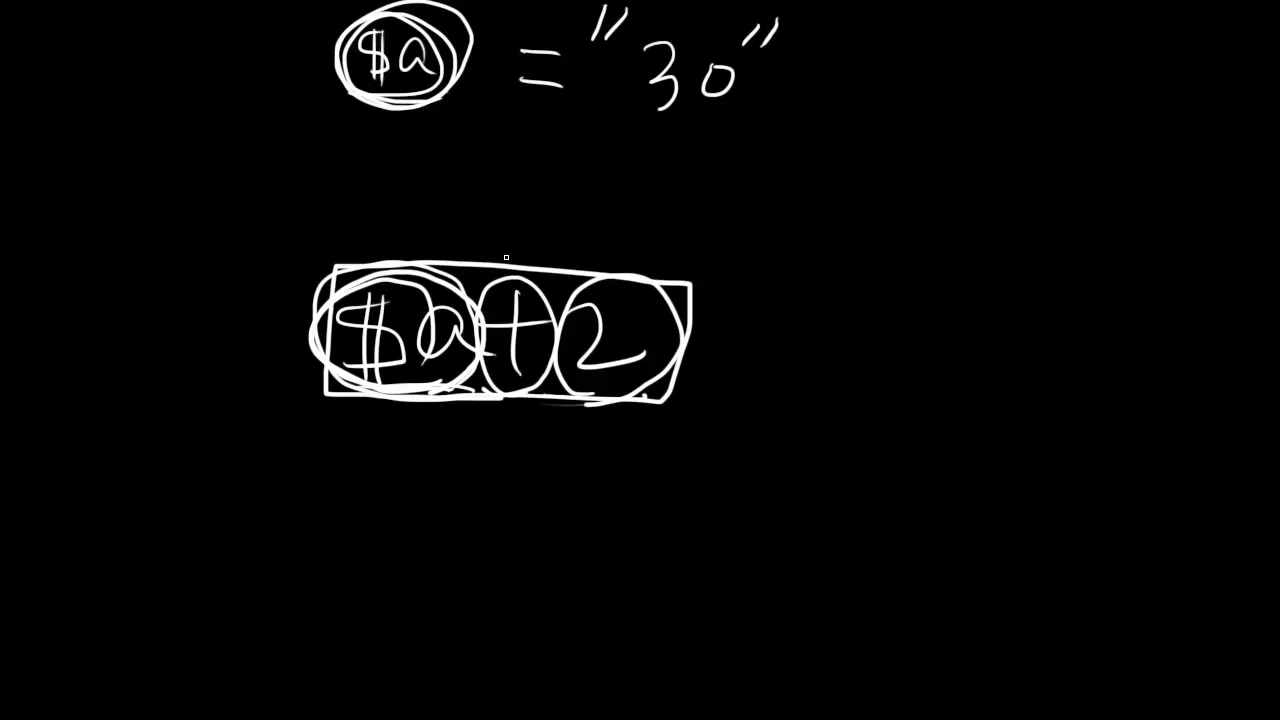 $a = "30"
$a+2